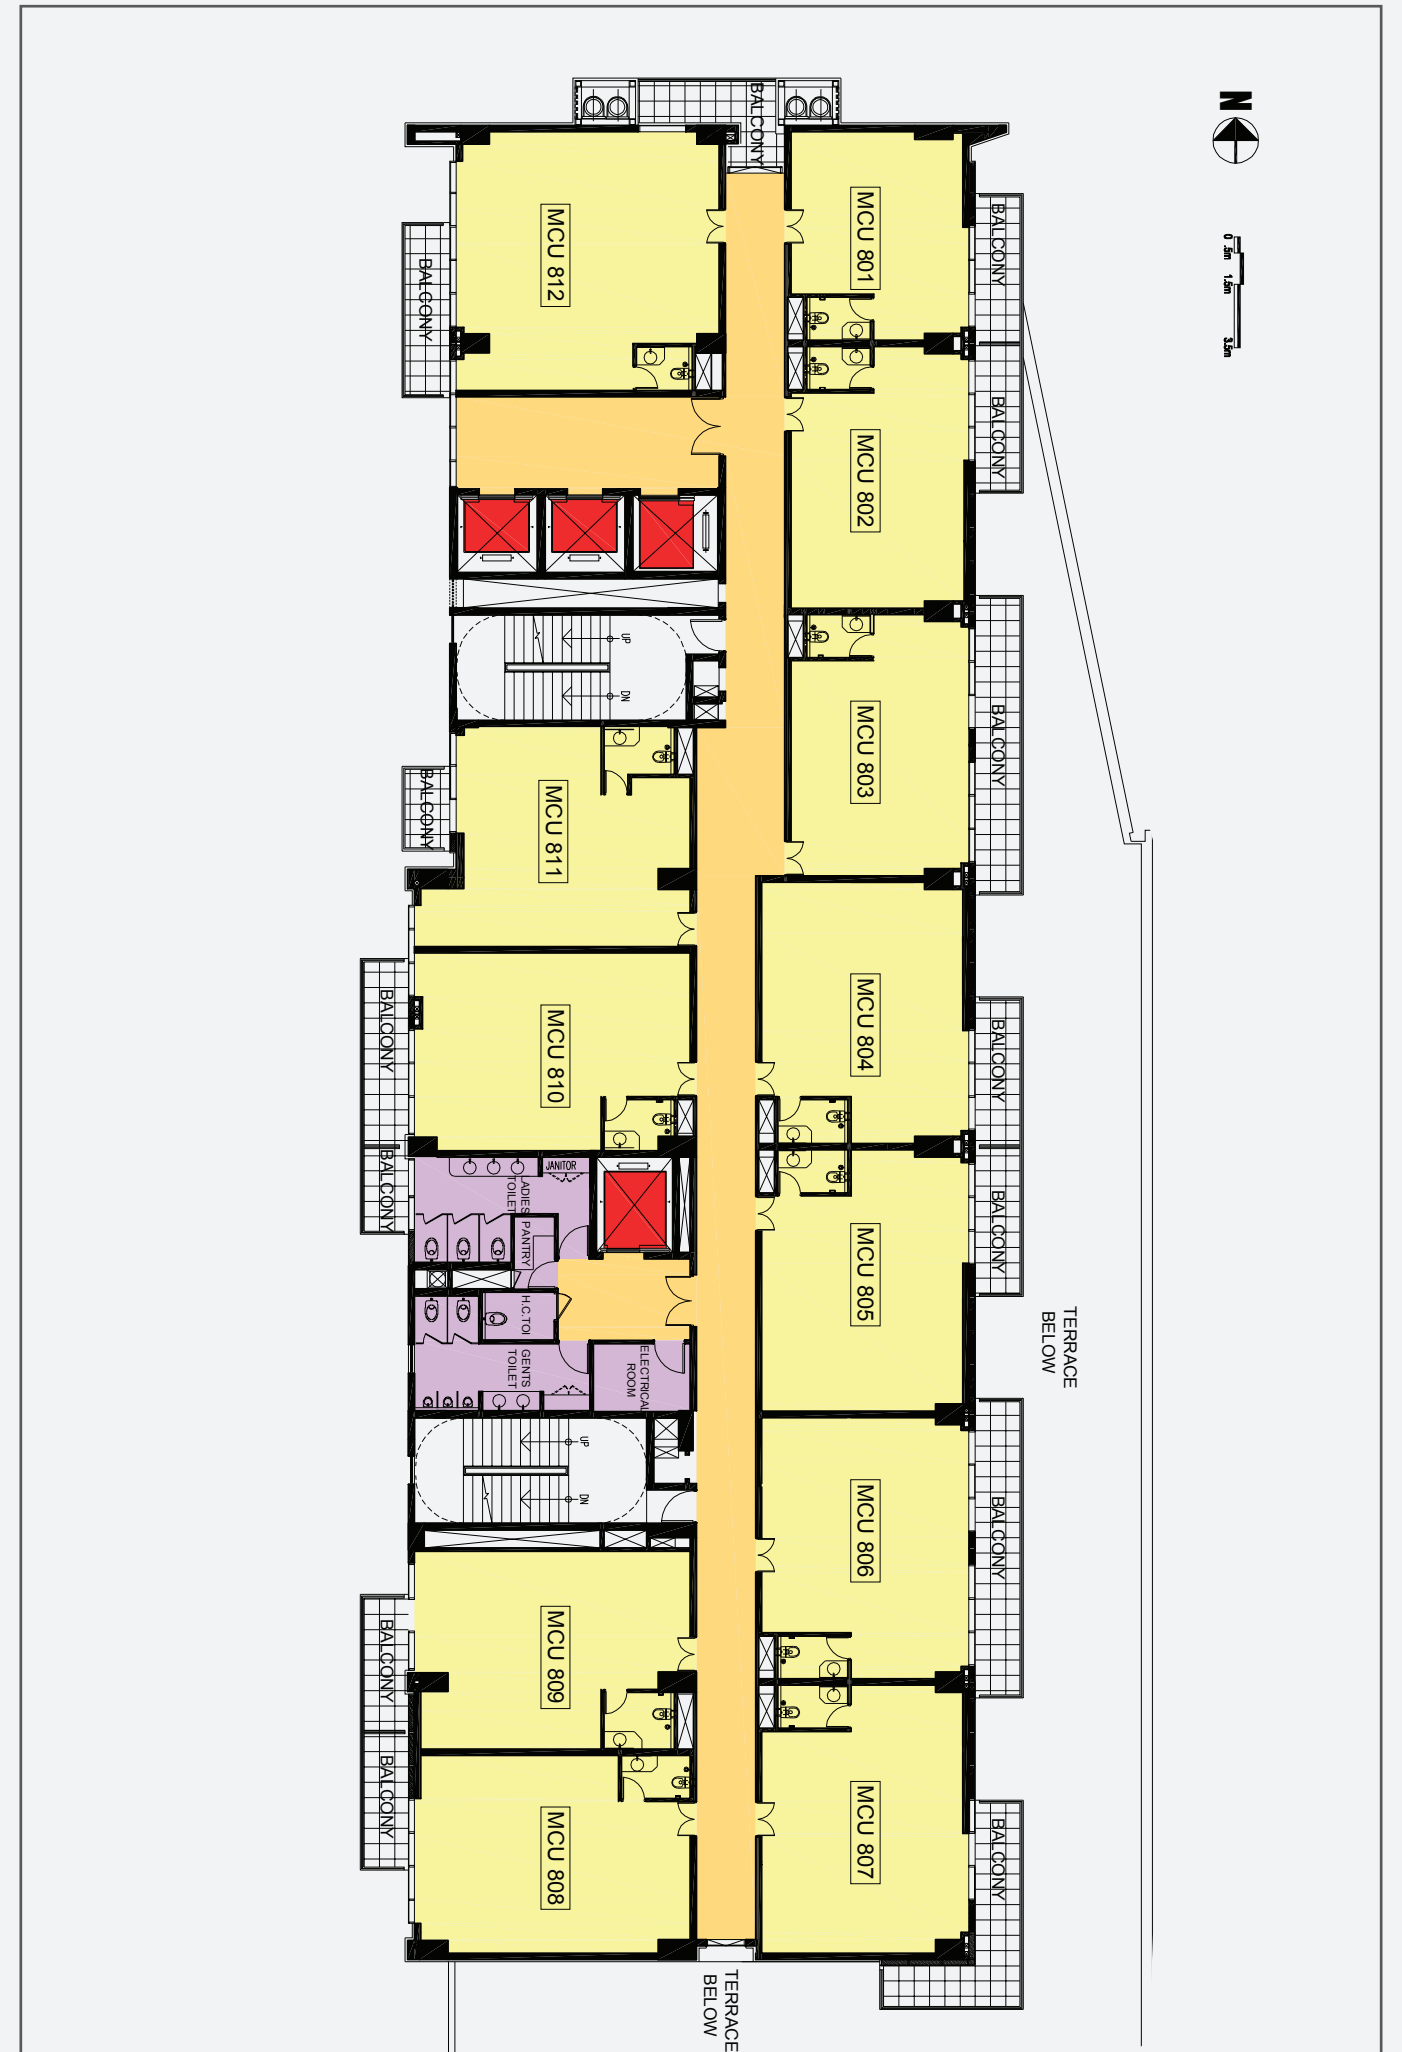 N
0 .5m 1.5m 3.5m
BALCONY
BALCONY
MCU 812
MCU 801
BALCONY
BALCONY
MCU 802
BALCONY
UP
DN
MCU 803
BALCONY
MCU 811
BALCONY
MCU 804
BALCONY
MCU 810
BALCONY
BALCONY
JANITOR
LADIES
TOILET
PANTRY
MCU 805
BALCONY
H.C.TOI
GENTS
TOILET
ELECTRICAL
ROOM
TERRACE
BELOW
UP
DN
MCU 806
BALCONY
MCU 809
BALCONY
MCU 808
BALCONY
MCU 807
BALCONY
TERRACE
BELOW